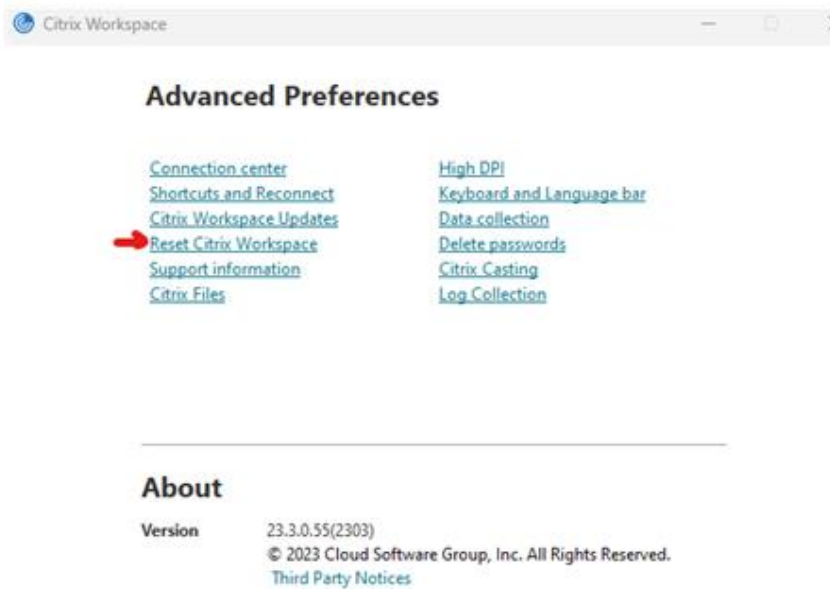 Citrix Workspace
Advanced Preferences
Connection center
Shortcuts and Reconnect
Citrix Workspace Updates
Reset Citrix Workspace
Support information
Citrix Files
High DPI
Keyboard and Language bar
Data collection
Delete passwords
Citrix Casting
Log Collection
About
Version 23.3.0.55(2303)
© 2023 Cloud Software Group, Inc. All Rights Reserved.
Third Party Notices